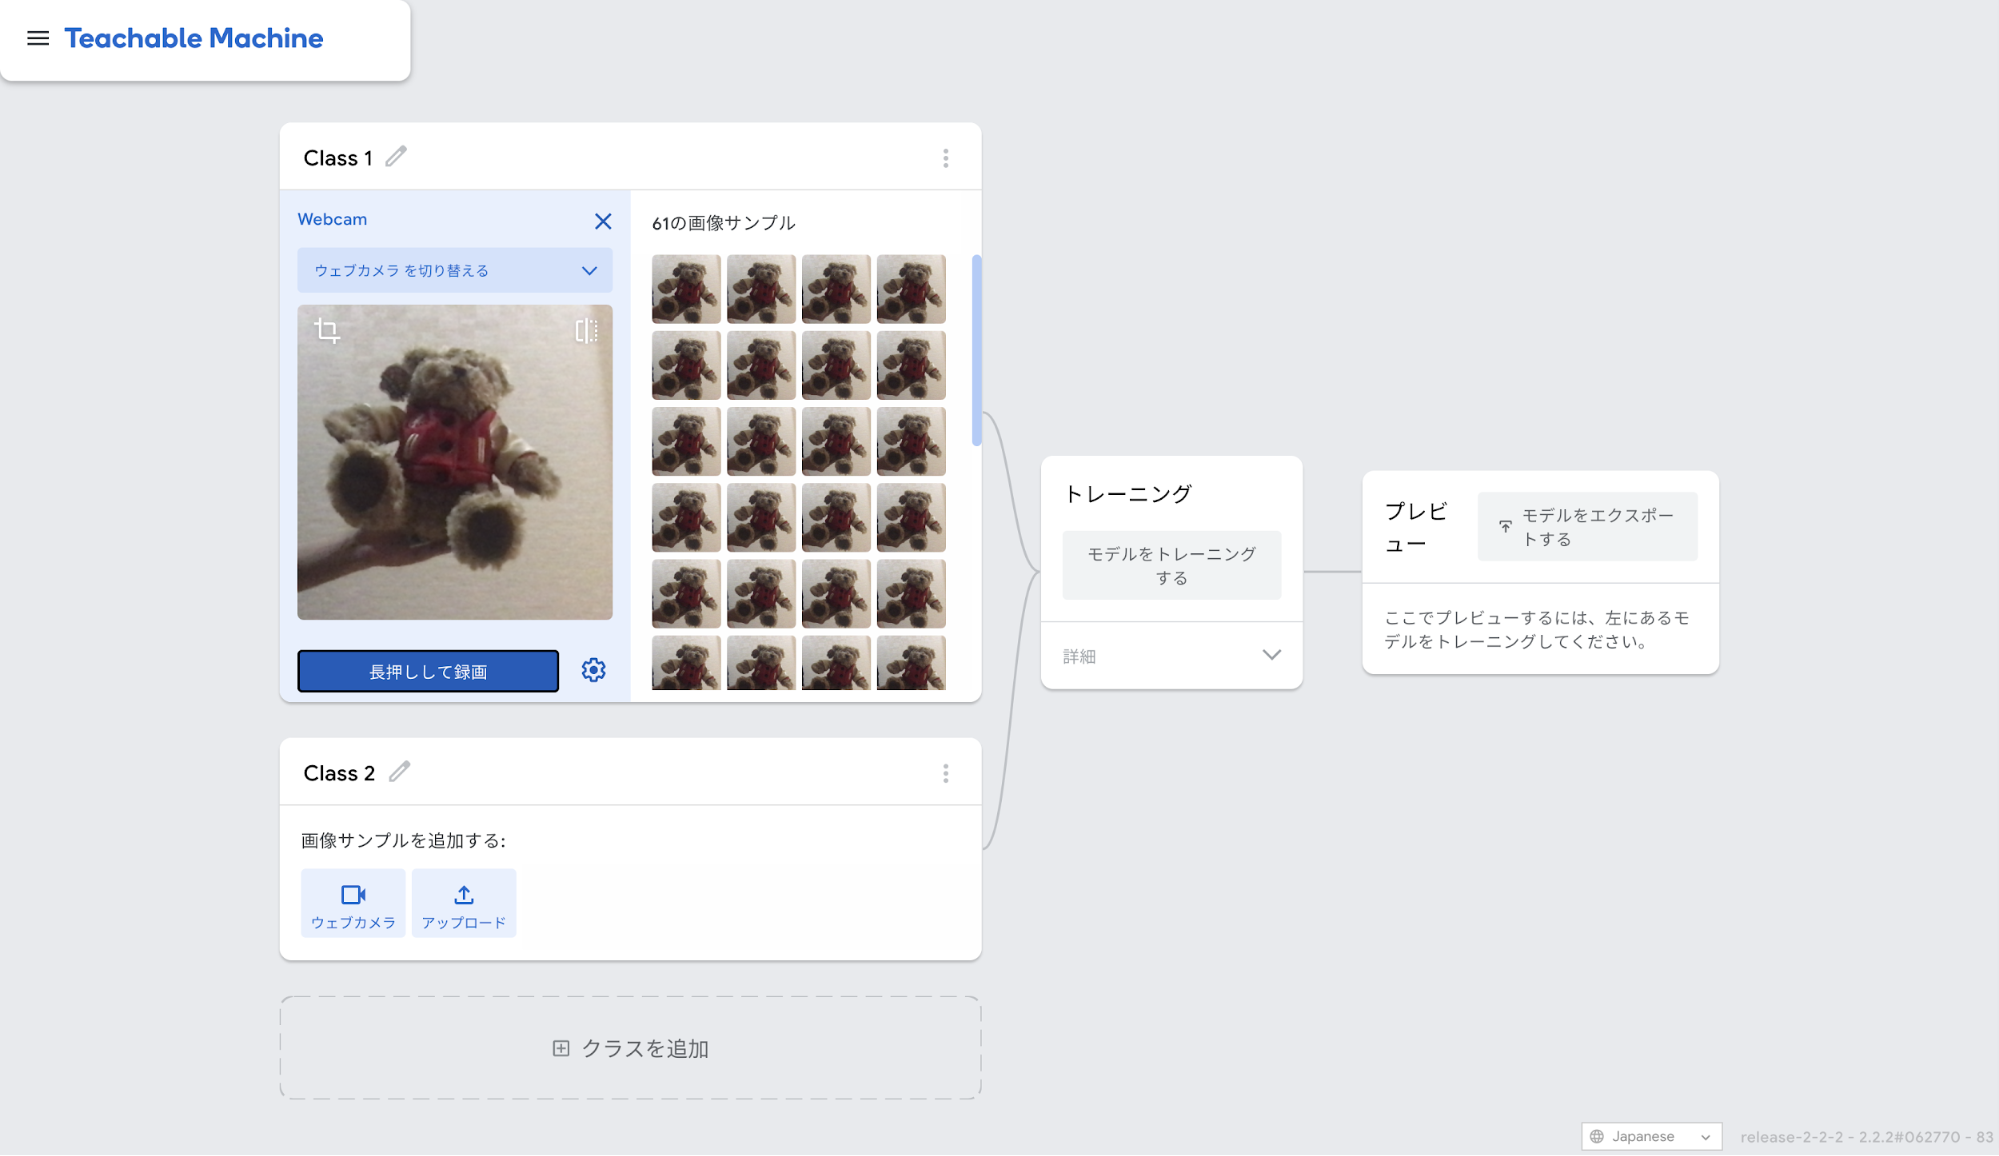 Teachable Machine
Class 1
Webcam
ウェブカメラ を切り替える
長押しして録画
61の画像サンプル
Class 2
画像サンプルを追加する:
ウェブカメラ
アップロード
クラスを追加
トレーニング
モデルをトレーニング
する
詳細
プレビ
ュー
モデルをエクスポー
トする
ここでプレビューするには、左にあるモ
デルをトレーニングしてください。
Japanese
release-2-2-2 - 2.2.2#062770 - 83